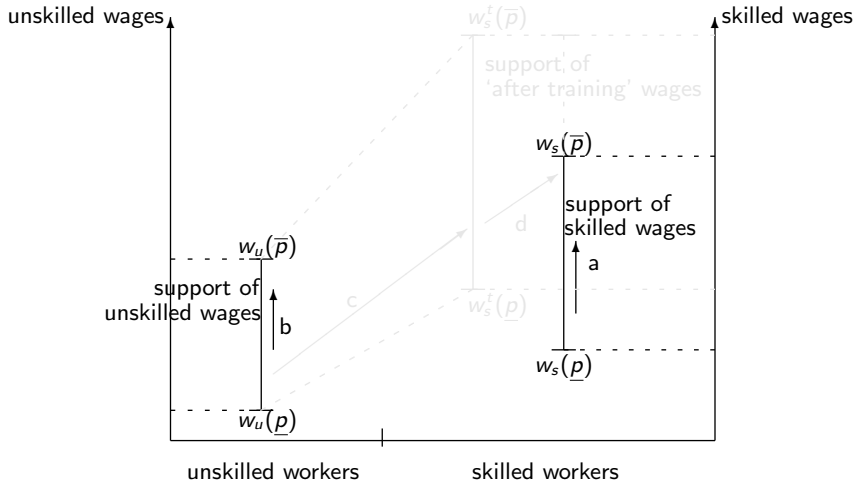 unskilled wages
skilled wages
w_s^t(p̅)
support of
‘after training’ wages
w_s(p̅)
support of
skilled wages
w_u(p̅)
d
a
support of
unskilled wages
c
w_s^t(p̲)
b
w_s(p̲)
w_u(p̲)
unskilled workers
skilled workers